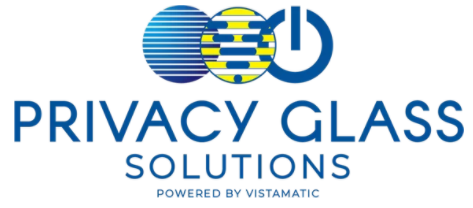 PRIVACY GLASS
SOLUTIONS
POWERED BY VISTAMATIC